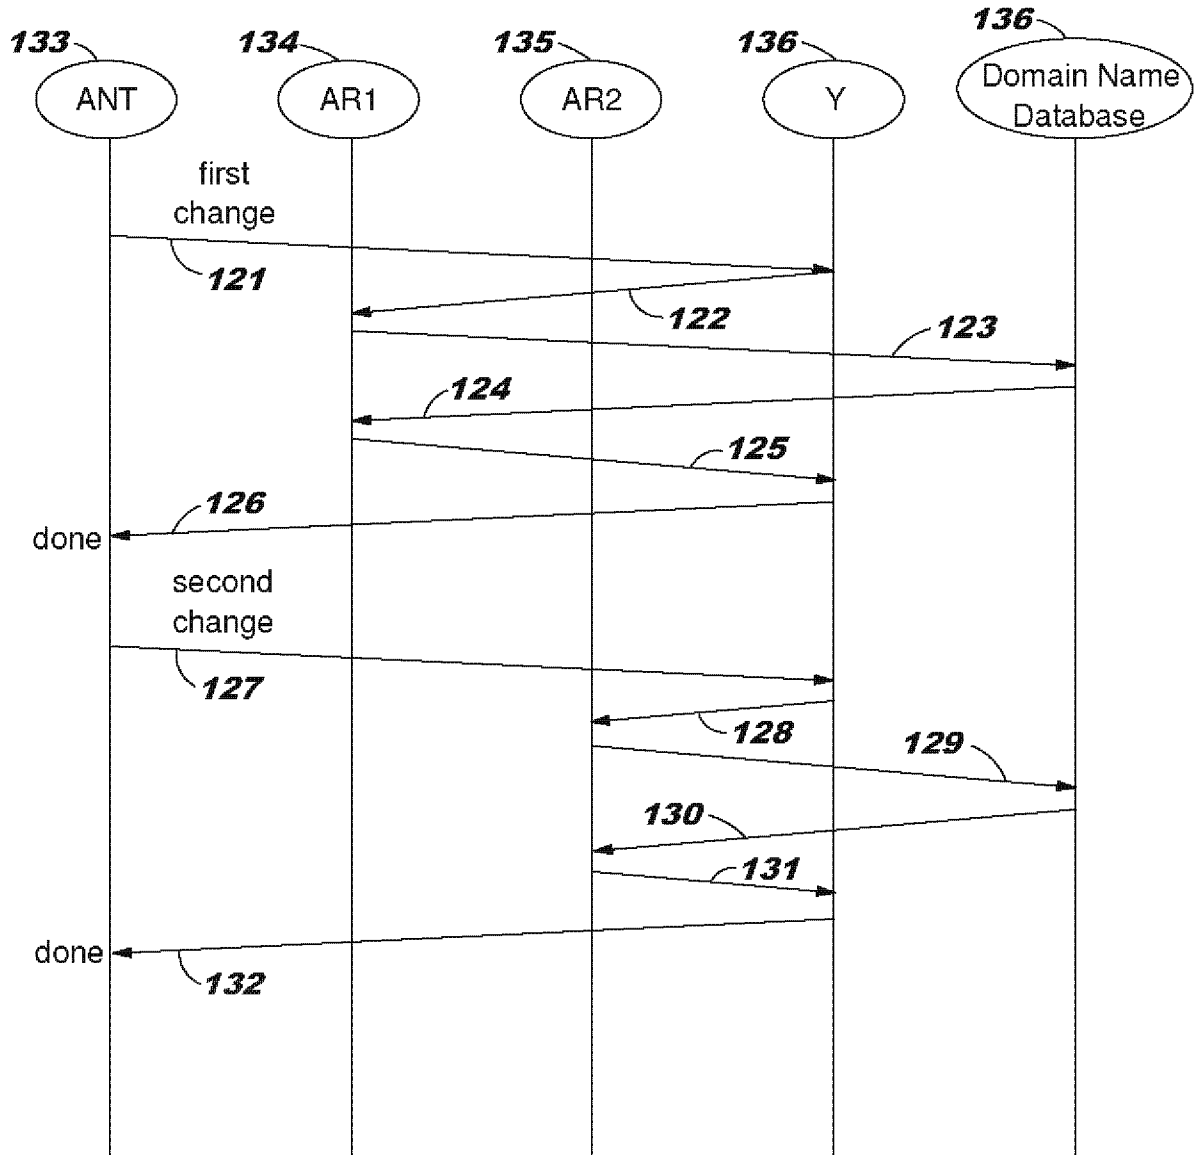 133 134 135 136 136
ANT AR1 AR2 Y Domain Name
Database
first
change
121
122
123
124
125
126
done
second
change
127
128
129
130
131
done
132